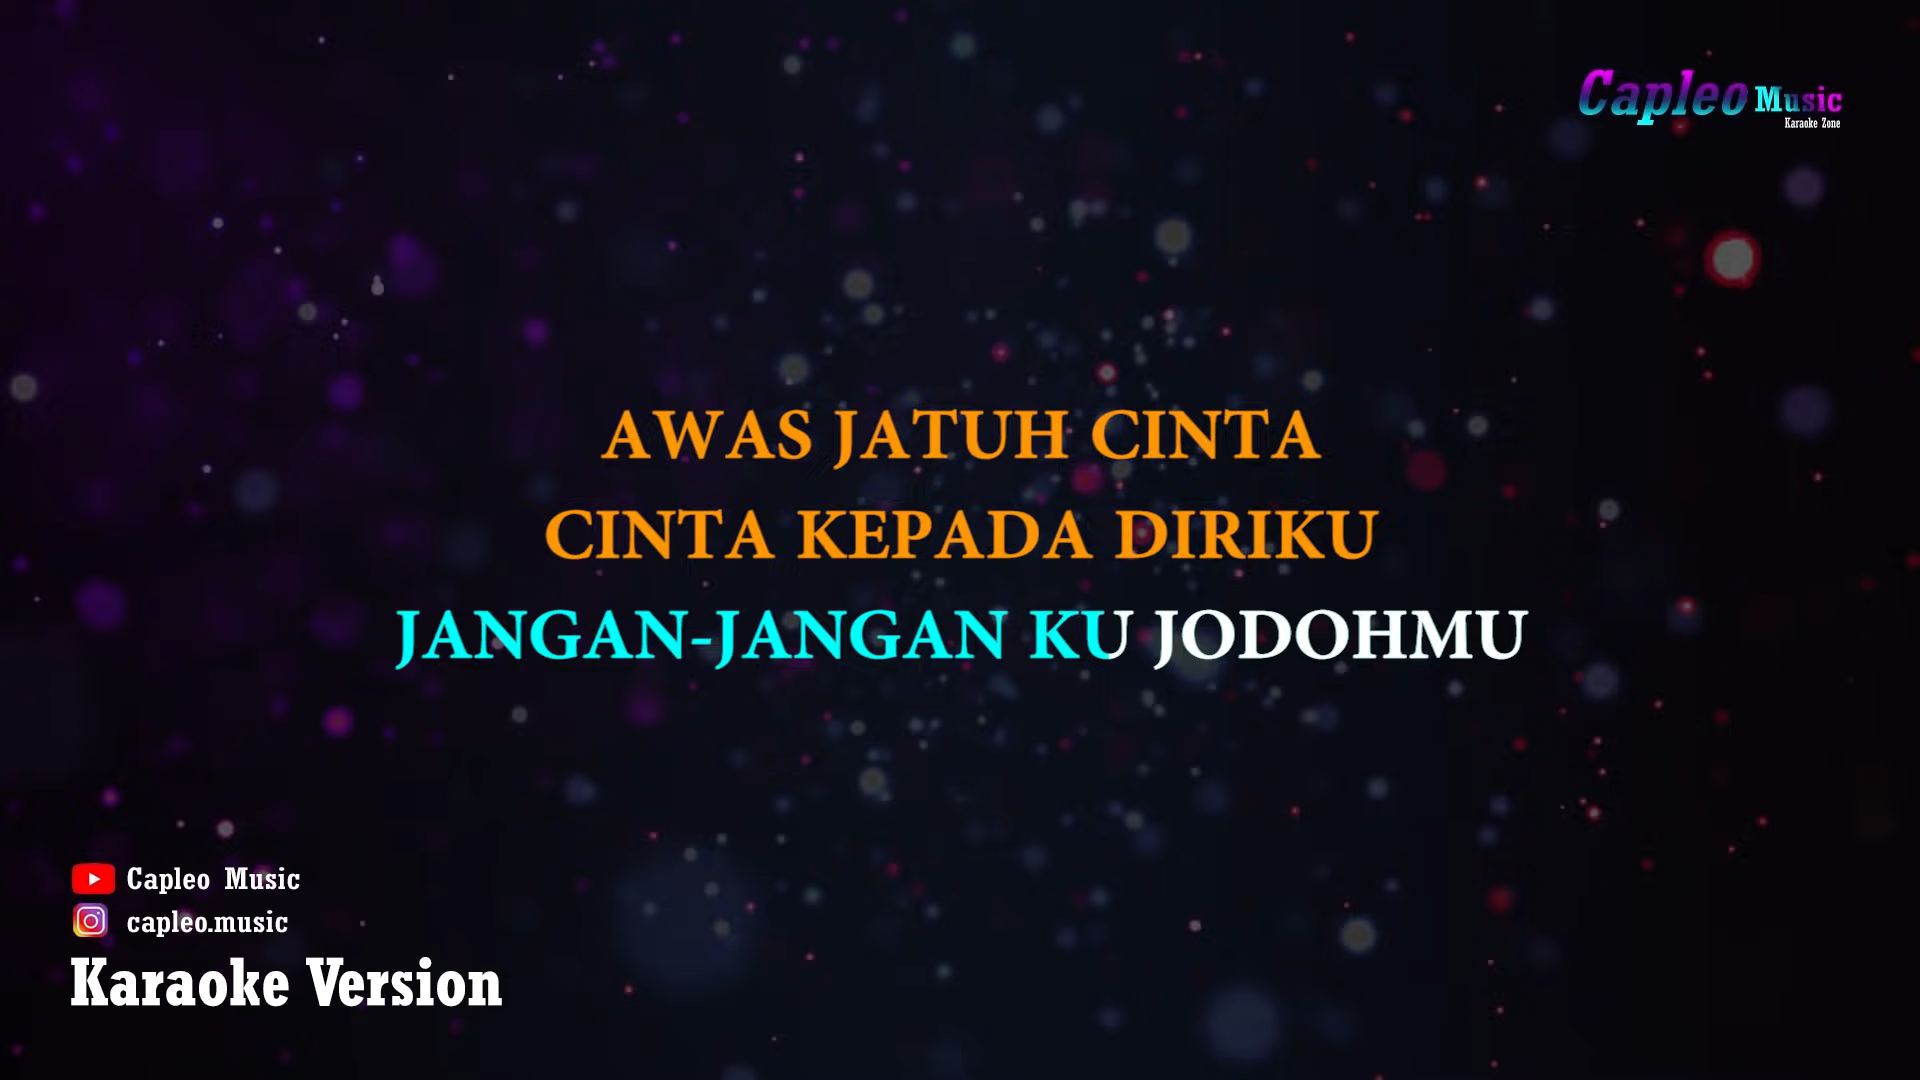 Capleo Music
Karaoke Zone
AWAS JATUH CINTA
CINTA KEPADA DIRIKU
JANGAN-JANGAN KU JODOHMU
Capleo Music
capleo.music
Karaoke Version